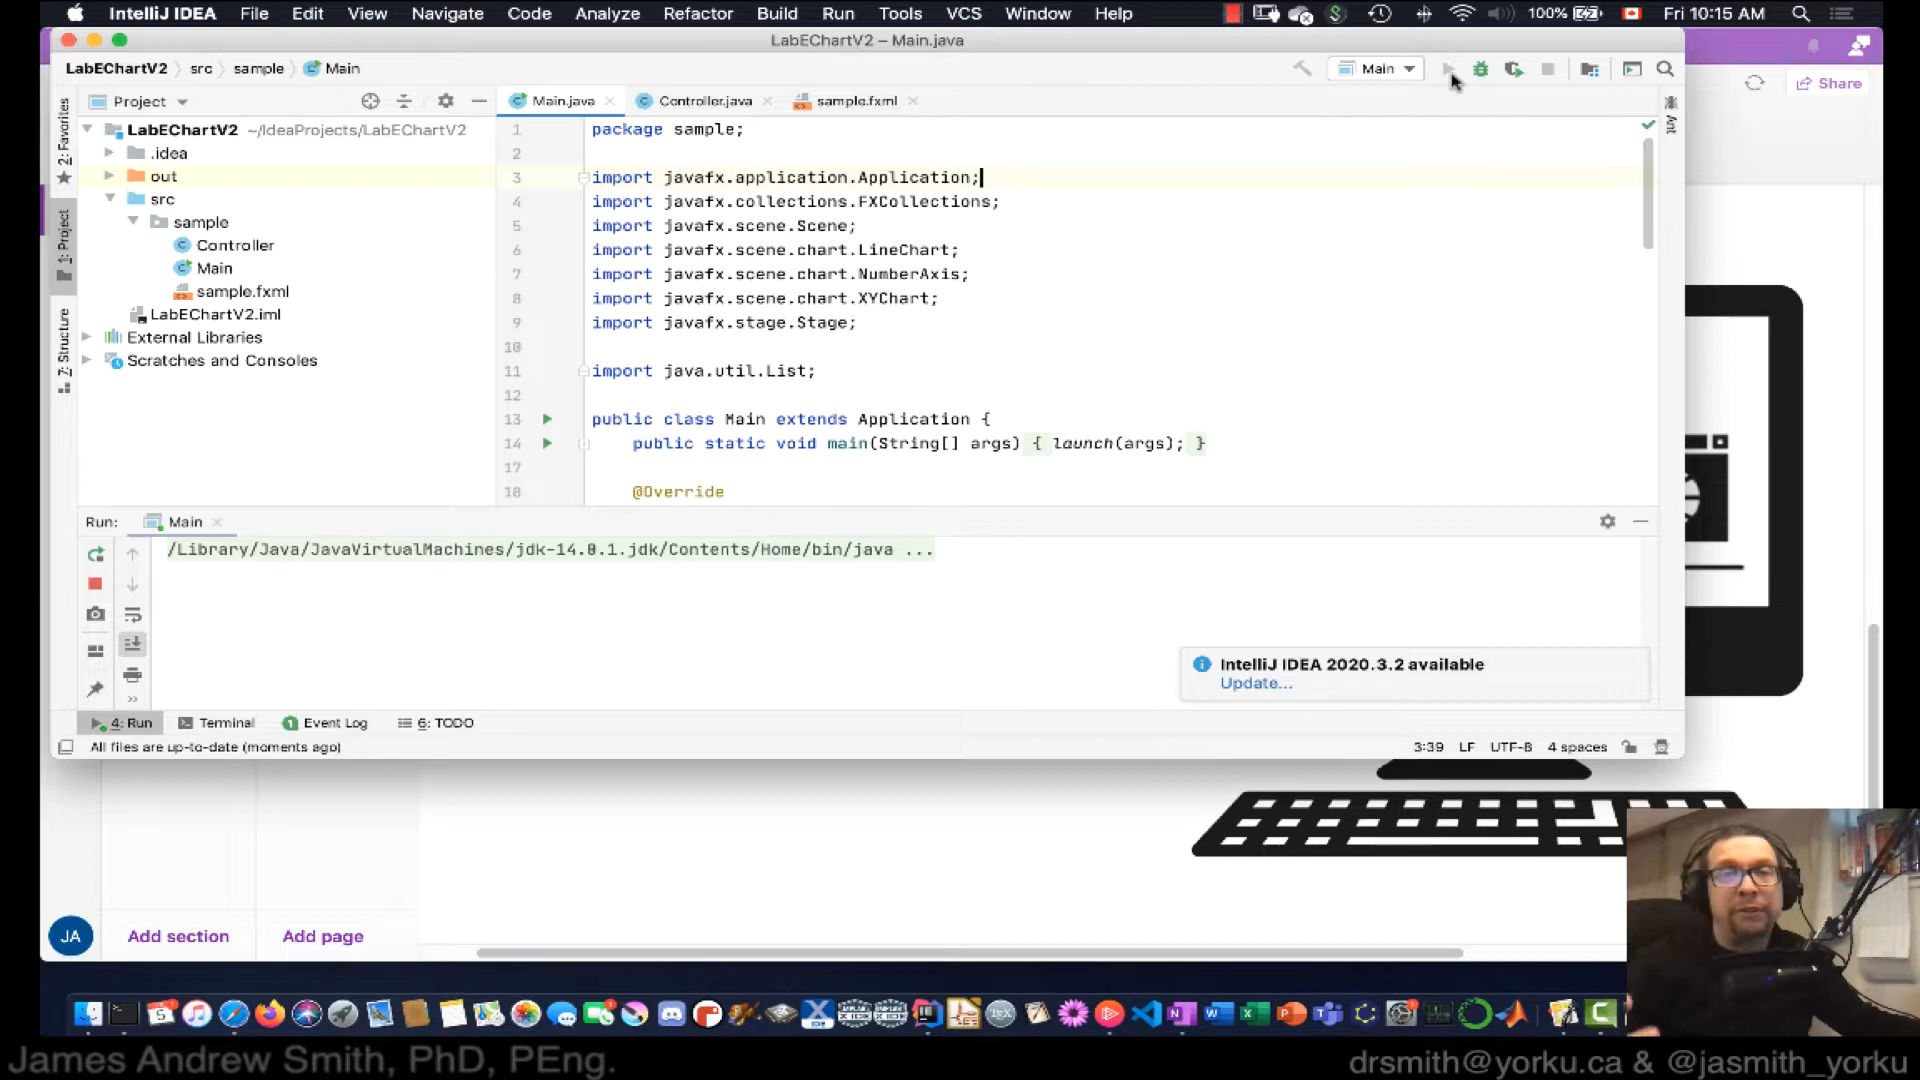 IntelliJ IDEA File Edit View Navigate Code Analyze Refactor Build Run Tools VCS Window Help 100% Fri 10:15 AM
LabEChartV2 – Main.java
LabEChartV2 src sample Main
Main
Share
Project
Main.java Controller.java sample.fxml
LabEChartV2 ~/IdeaProjects/LabEChartV2
.idea
out
src
sample
Controller
Main
sample.fxml
LabEChartV2.iml
External Libraries
Scratches and Consoles
2: Favorites
1: Project
7: Structure
Ant
1 package sample;
2
3 import javafx.application.Application;
4 import javafx.collections.FXCollections;
5 import javafx.scene.Scene;
6 import javafx.scene.chart.LineChart;
7 import javafx.scene.chart.NumberAxis;
8 import javafx.scene.chart.XYChart;
9 import javafx.stage.Stage;
10
11 import java.util.List;
12
13 public class Main extends Application {
14 public static void main(String[] args) { launch(args); }
17
18 @Override
Run: Main
/Library/Java/JavaVirtualMachines/jdk-14.0.1.jdk/Contents/Home/bin/java ...
IntelliJ IDEA 2020.3.2 available
Update...
4: Run Terminal 1 Event Log 6: TODO
All files are up-to-date (moments ago) 3:39 LF UTF-8 4 spaces
JA Add section Add page
James Andrew Smith, PhD, PEng. drsmith@yorku.ca & @jasmith_yorku